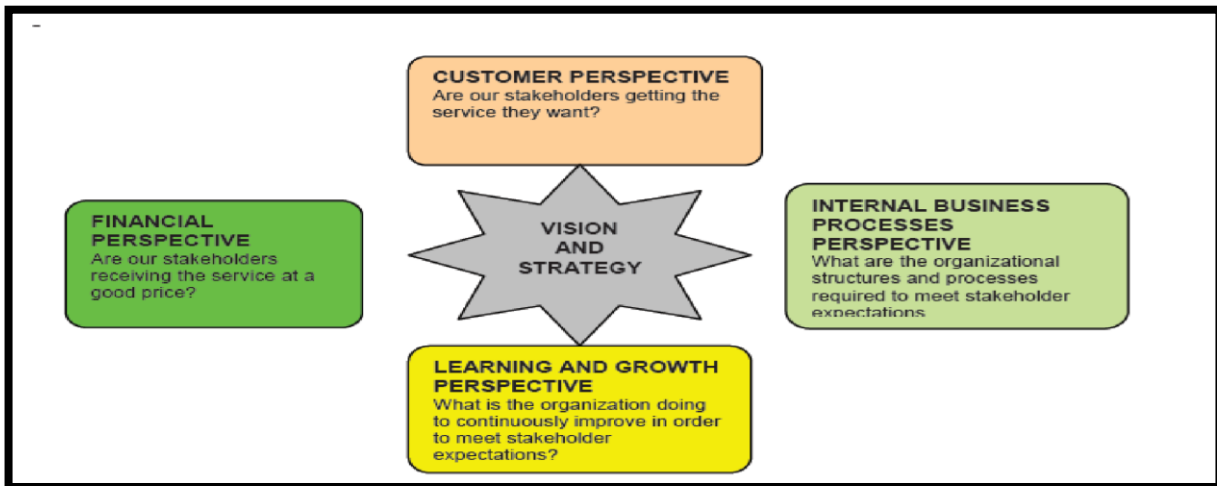 -
CUSTOMER PERSPECTIVE
Are our stakeholders getting the
service they want?
FINANCIAL
PERSPECTIVE
Are our stakeholders
receiving the service at a
good price?
VISION
AND
STRATEGY
INTERNAL BUSINESS
PROCESSES
PERSPECTIVE
What are the organizational
structures and processes
required to meet stakeholder
expectations
LEARNING AND GROWTH
PERSPECTIVE
What is the organization doing
to continuously improve in order
to meet stakeholder
expectations?